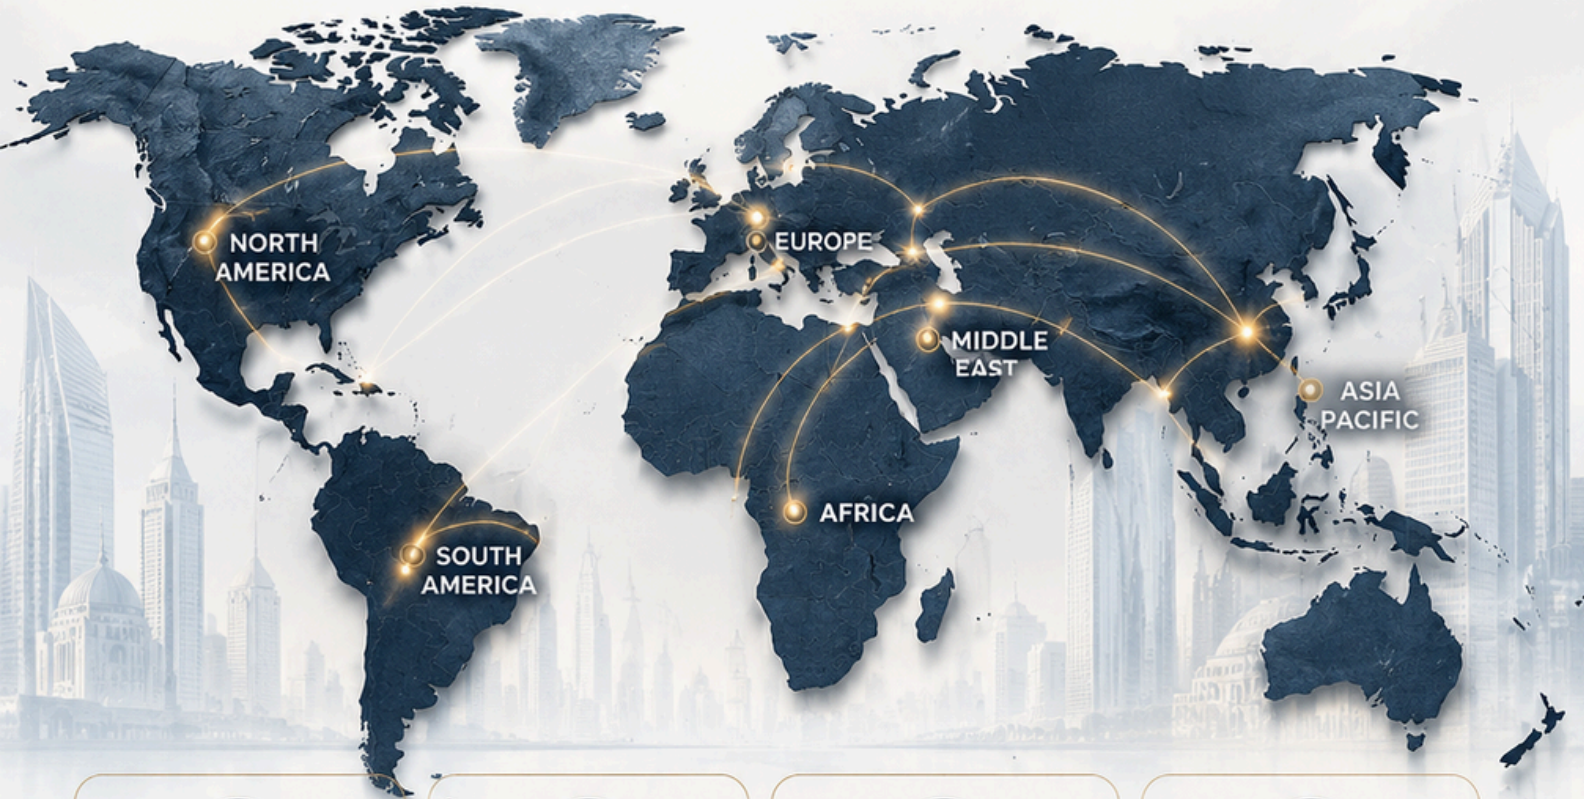 NORTH
AMERICA
EUROPE
MIDDLE
EAST
ASIA
PACIFIC
AFRICA
SOUTH
AMERICA